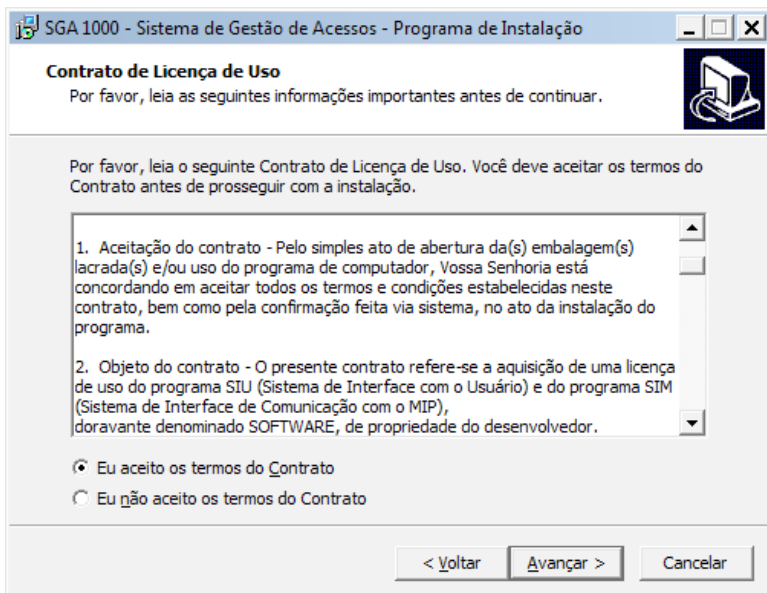 SGA 1000 - Sistema de Gestão de Acessos - Programa de Instalação
Contrato de Licença de Uso
Por favor, leia as seguintes informações importantes antes de continuar.
Por favor, leia o seguinte Contrato de Licença de Uso. Você deve aceitar os termos do
Contrato antes de prosseguir com a instalação.
1. Aceitação do contrato - Pelo simples ato de abertura da(s) embalagem(s)
lacrada(s) e/ou uso do programa de computador, Vossa Senhoria está
concordando em aceitar todos os termos e condições estabelecidas neste
contrato, bem como pela confirmação feita via sistema, no ato da instalação do
programa.
2. Objeto do contrato - O presente contrato refere-se a aquisição de uma licença
de uso do programa SIU (Sistema de Interface com o Usuário) e do programa SIM
(Sistema de Interface de Comunicação com o MIP),
doravante denominado SOFTWARE, de propriedade do desenvolvedor.
Eu aceito os termos do Contrato
Eu não aceito os termos do Contrato
< Voltar Avançar > Cancelar